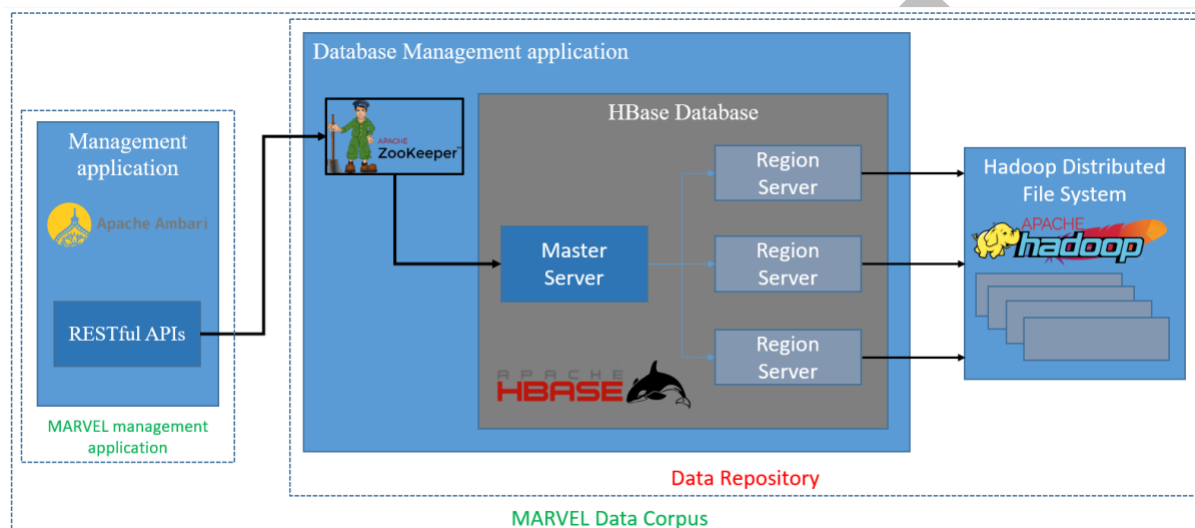 Database Management application
Management
application
Apache Ambari
RESTful APIs
MARVEL management
application
APACHE
ZooKeeper™
HBase Database
Master
Server
Region
Server
Region
Server
Region
Server
APACHE
HBASE
Hadoop Distributed
File System
APACHE
hadoop
Data Repository
MARVEL Data Corpus